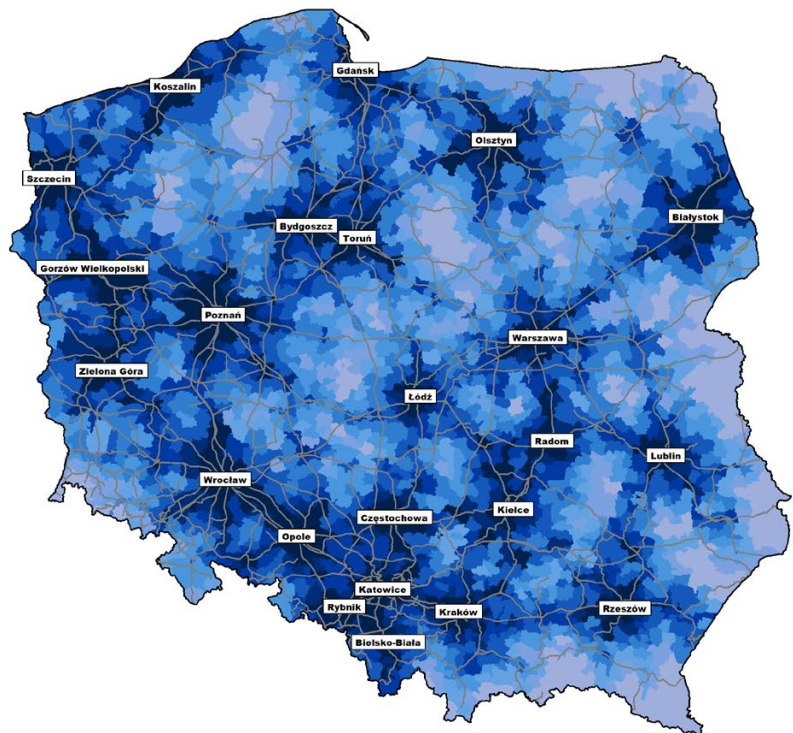 Gdańsk
Koszalin
Olsztyn
Szczecin
Białystok
Bydgoszcz
Toruń
Gorzów Wielkopolski
Poznań
Warszawa
Zielona Góra
Łódź
Radom
Lublin
Wrocław
Kielce
Częstochowa
Opole
Katowice
Rybnik
Kraków
Rzeszów
Bielsko-Biała